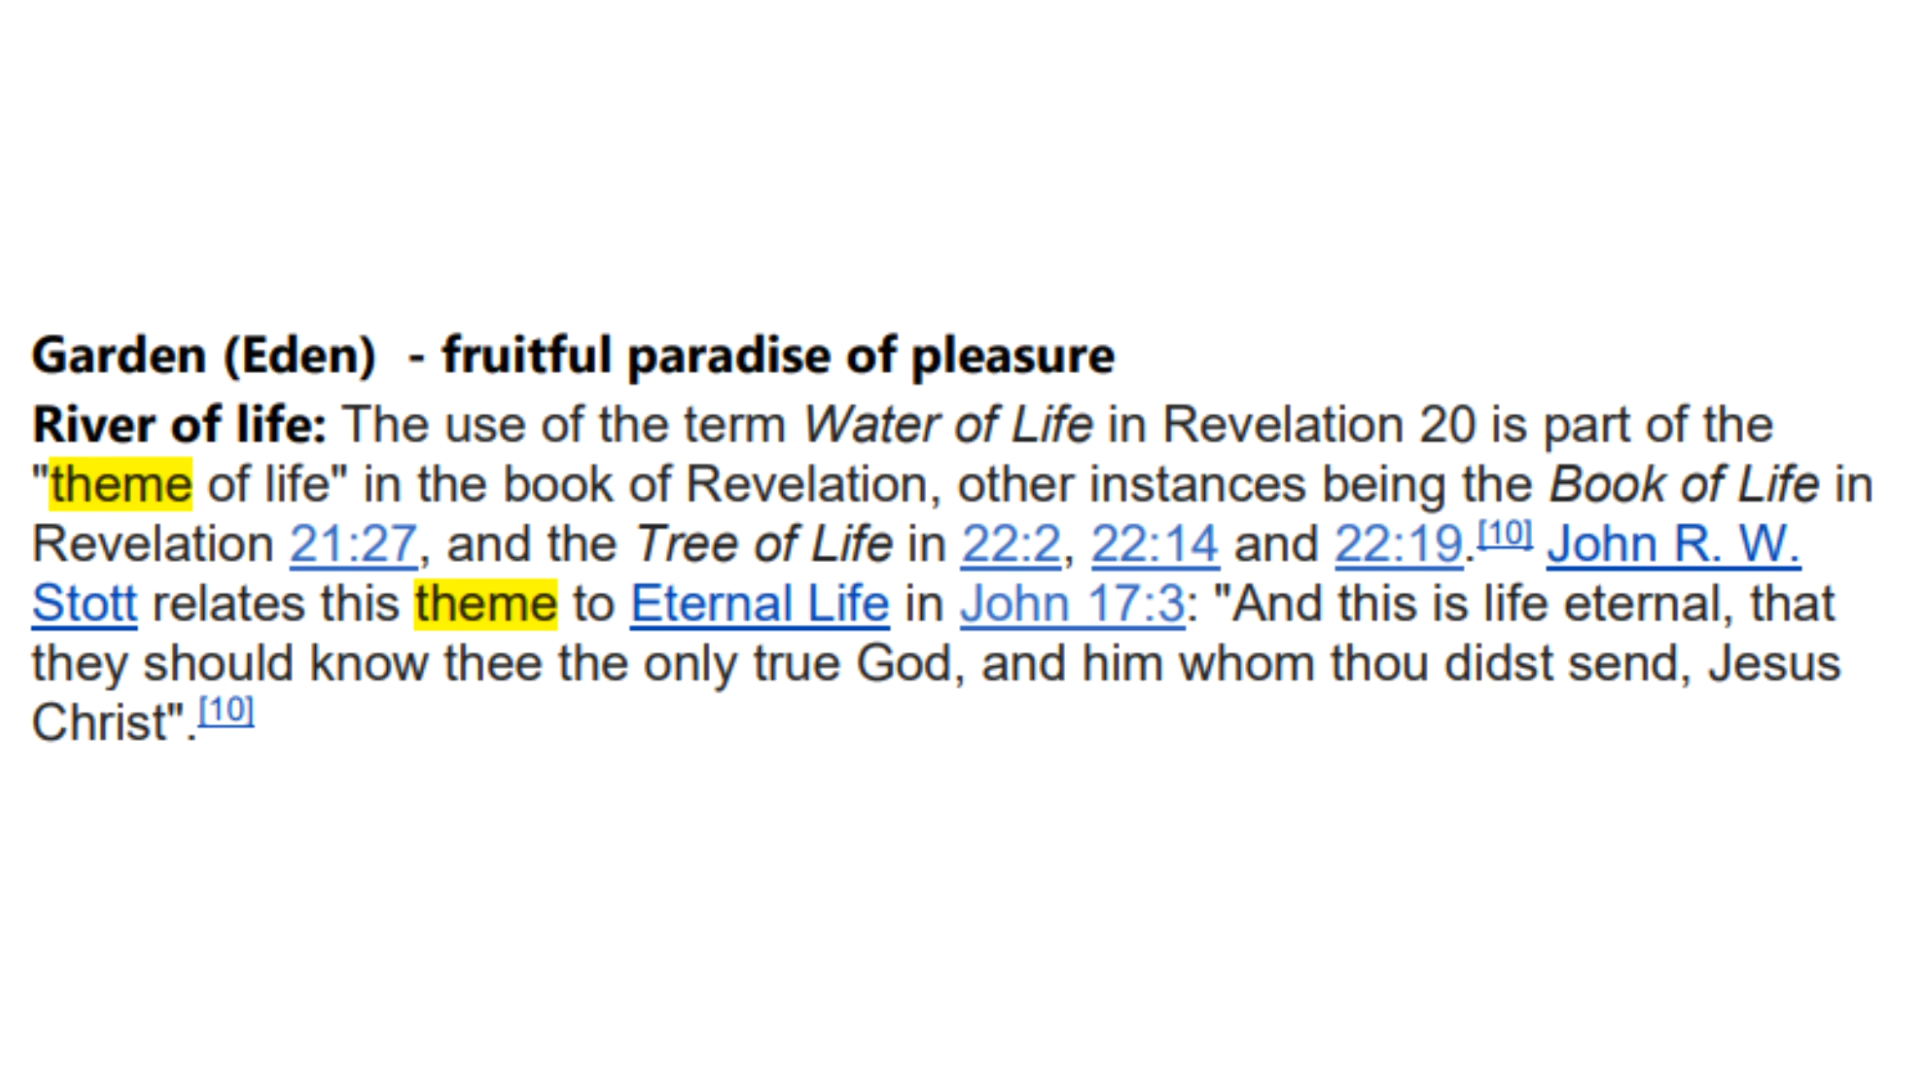 Garden (Eden)  - fruitful paradise of pleasure
River of life: The use of the term Water of Life in Revelation 20 is part of the
"theme of life" in the book of Revelation, other instances being the Book of Life in
Revelation 21:27, and the Tree of Life in 22:2, 22:14 and 22:19.[10] John R. W.
Stott relates this theme to Eternal Life in John 17:3: "And this is life eternal, that
they should know thee the only true God, and him whom thou didst send, Jesus
Christ".[10]